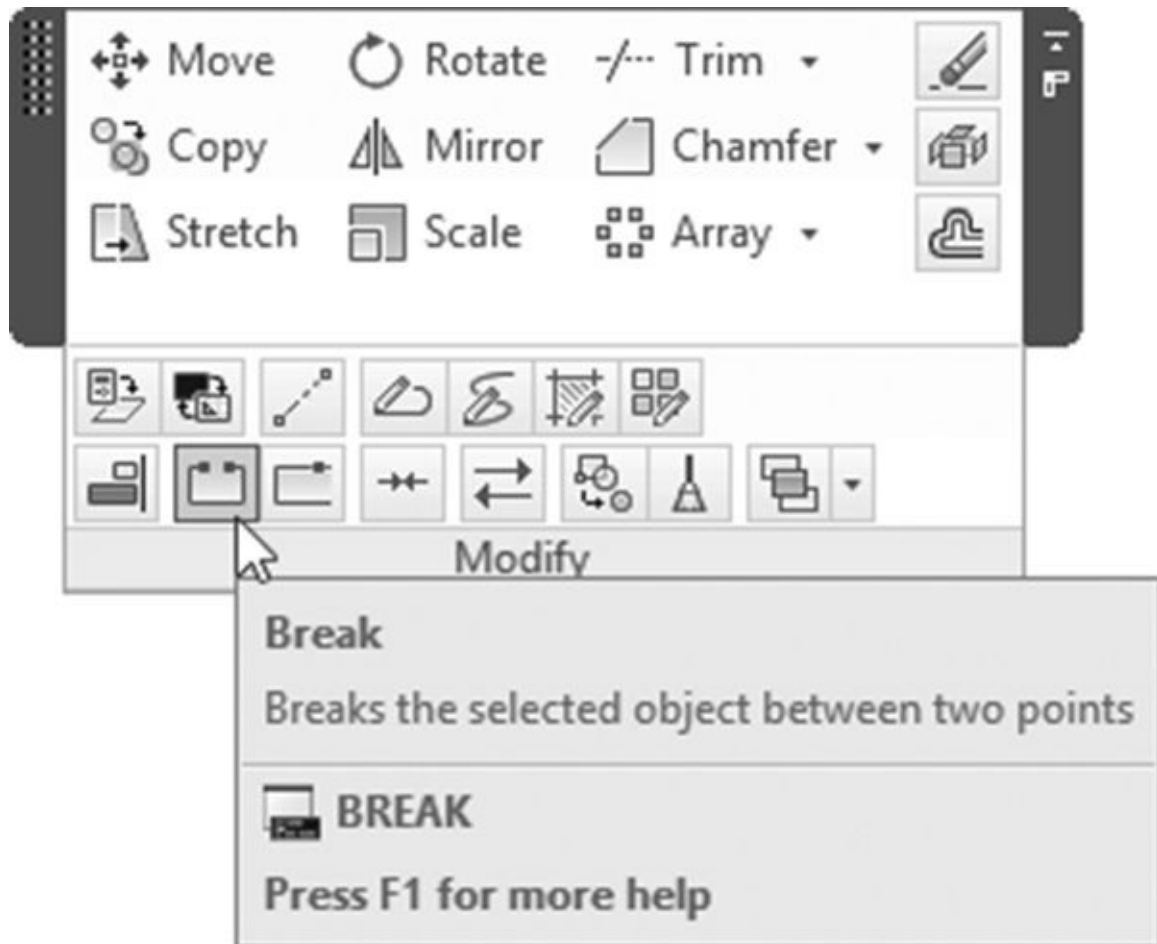 Move Rotate Trim
Copy Mirror Chamfer
Stretch Scale Array
Modify
Break
Breaks the selected object between two points
BREAK
Press F1 for more help